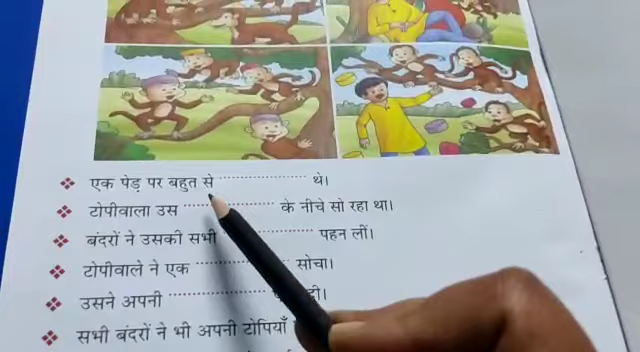 एक पेड़ पर बहुत से ........................ थे।
टोपीवाला उस ........................ के नीचे सो रहा था।
बंदरों ने उसकी सभी ........................ पहन लीं।
टोपीवाले ने एक ........................ सोचा।
उसने अपनी ........................ दी।
सभी बंदरों ने भी अपनी टोपियाँ